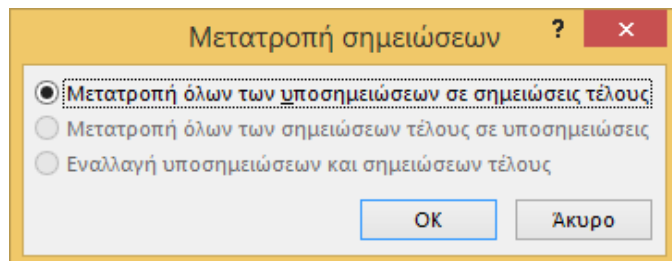 Μετατροπή σημειώσεων ? ×
Μετατροπή όλων των υποσημειώσεων σε σημειώσεις τέλους
Μετατροπή όλων των σημειώσεων τέλους σε υποσημειώσεις
Εναλλαγή υποσημειώσεων και σημειώσεων τέλους
OK Άκυρο